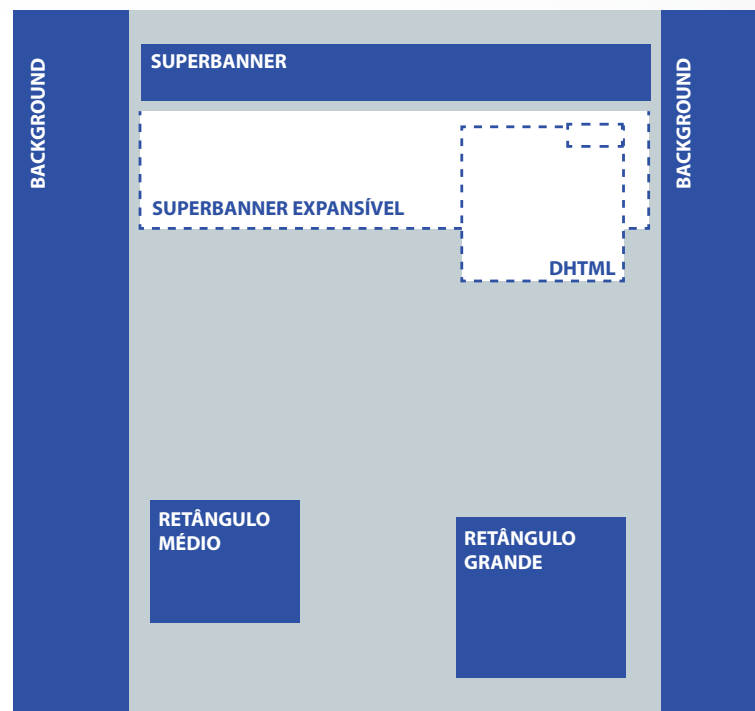 BACKGROUND
SUPERBANNER
BACKGROUND
SUPERBANNER EXPANSÍVEL
DHTML
RETÂNGULO
MÉDIO
RETÂNGULO
GRANDE